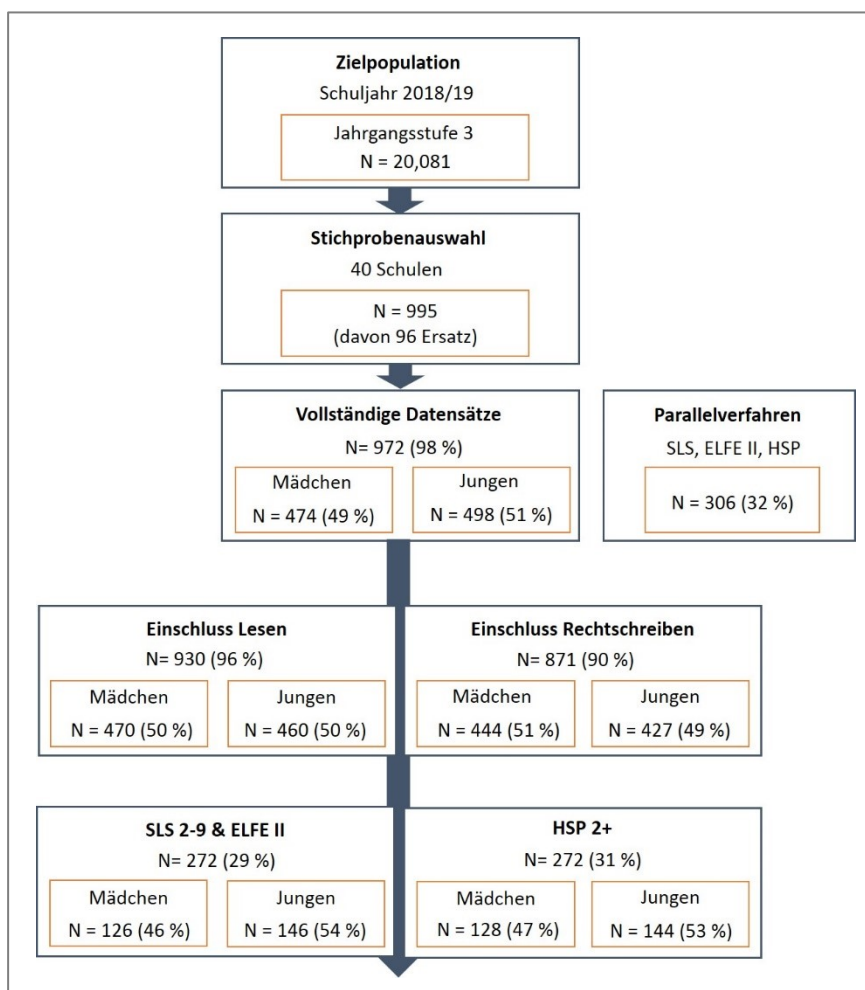 Zielpopulation
Schuljahr 2018/19
Jahrgangsstufe 3
N = 20,081
Stichprobenauswahl
40 Schulen
N = 995
(davon 96 Ersatz)
Vollständige Datensätze
N= 972 (98 %)
Mädchen
N = 474 (49 %)
Jungen
N = 498 (51 %)
Parallelverfahren
SLS, ELFE II, HSP
N = 306 (32 %)
Einschluss Lesen
N= 930 (96 %)
Mädchen
N = 470 (50 %)
Jungen
N = 460 (50 %)
Einschluss Rechtschreiben
N= 871 (90 %)
Mädchen
N = 444 (51 %)
Jungen
N = 427 (49 %)
SLS 2-9 & ELFE II
N= 272 (29 %)
Mädchen
N = 126 (46 %)
Jungen
N = 146 (54 %)
HSP 2+
N= 272 (31 %)
Mädchen
N = 128 (47 %)
Jungen
N = 144 (53 %)